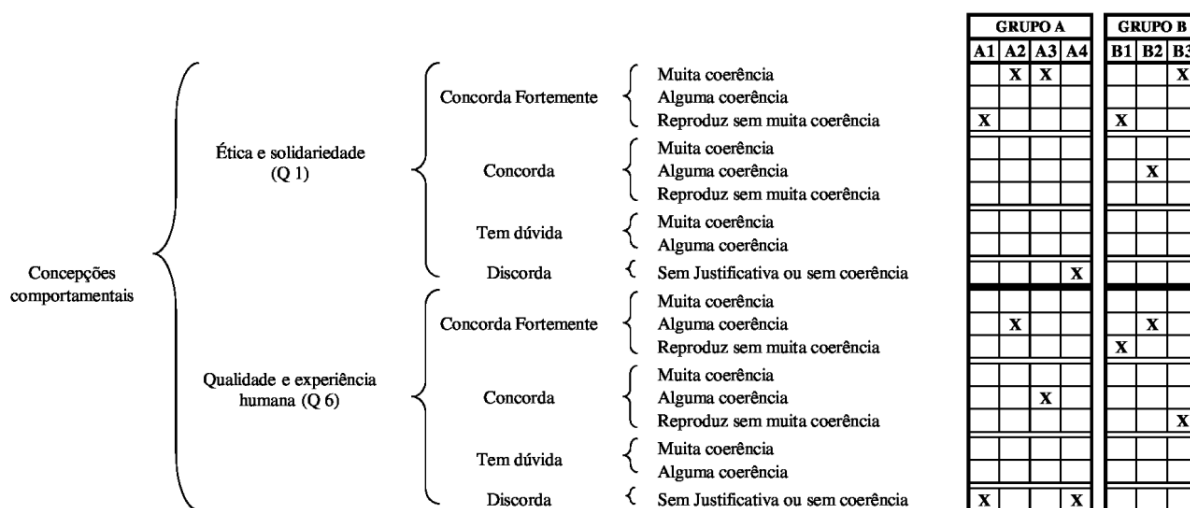 GRUPO A GRUPO B
A1 A2 A3 A4 B1 B2 B3
Concepções
comportamentais
Ética e solidariedade
(Q 1)
Concorda Fortemente
Muita coerência X X X
Alguma coerência
Reproduz sem muita coerência X X
Concorda
Muita coerência
Alguma coerência X
Reproduz sem muita coerência
Tem dúvida
Muita coerência
Alguma coerência
Discorda
Sem Justificativa ou sem coerência X
Qualidade e experiência
humana (Q 6)
Concorda Fortemente
Muita coerência
Alguma coerência X X
Reproduz sem muita coerência X
Concorda
Muita coerência
Alguma coerência X
Reproduz sem muita coerência X
Tem dúvida
Muita coerência
Alguma coerência
Discorda
Sem Justificativa ou sem coerência X X